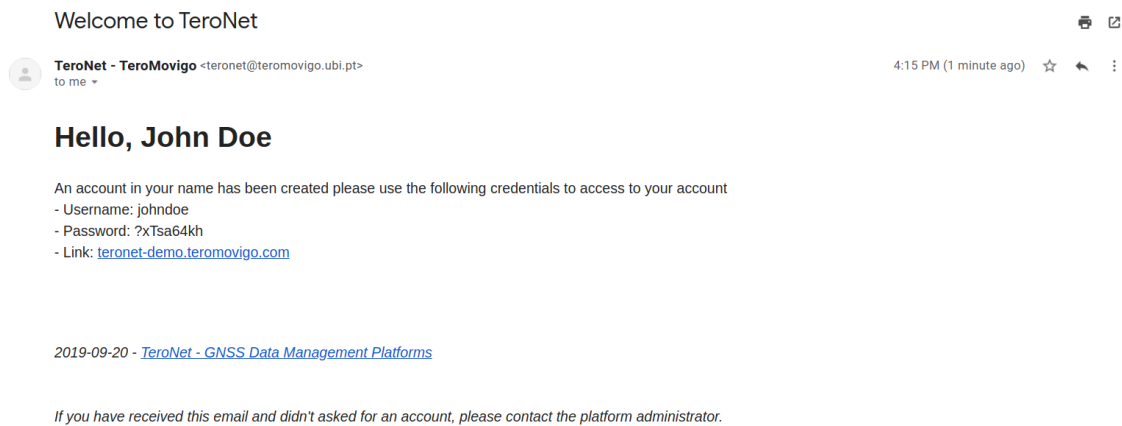 Welcome to TeroNet
TeroNet - TeroMovigo <teronet@teromovigo.ubi.pt>
4:15 PM (1 minute ago)
to me
Hello, John Doe
An account in your name has been created please use the following credentials to access to your account
- Username: johndoe
- Password: ?xTsa64kh
- Link: teronet-demo.teromovigo.com
2019-09-20 - TeroNet - GNSS Data Management Platforms
If you have received this email and didn't asked for an account, please contact the platform administrator.